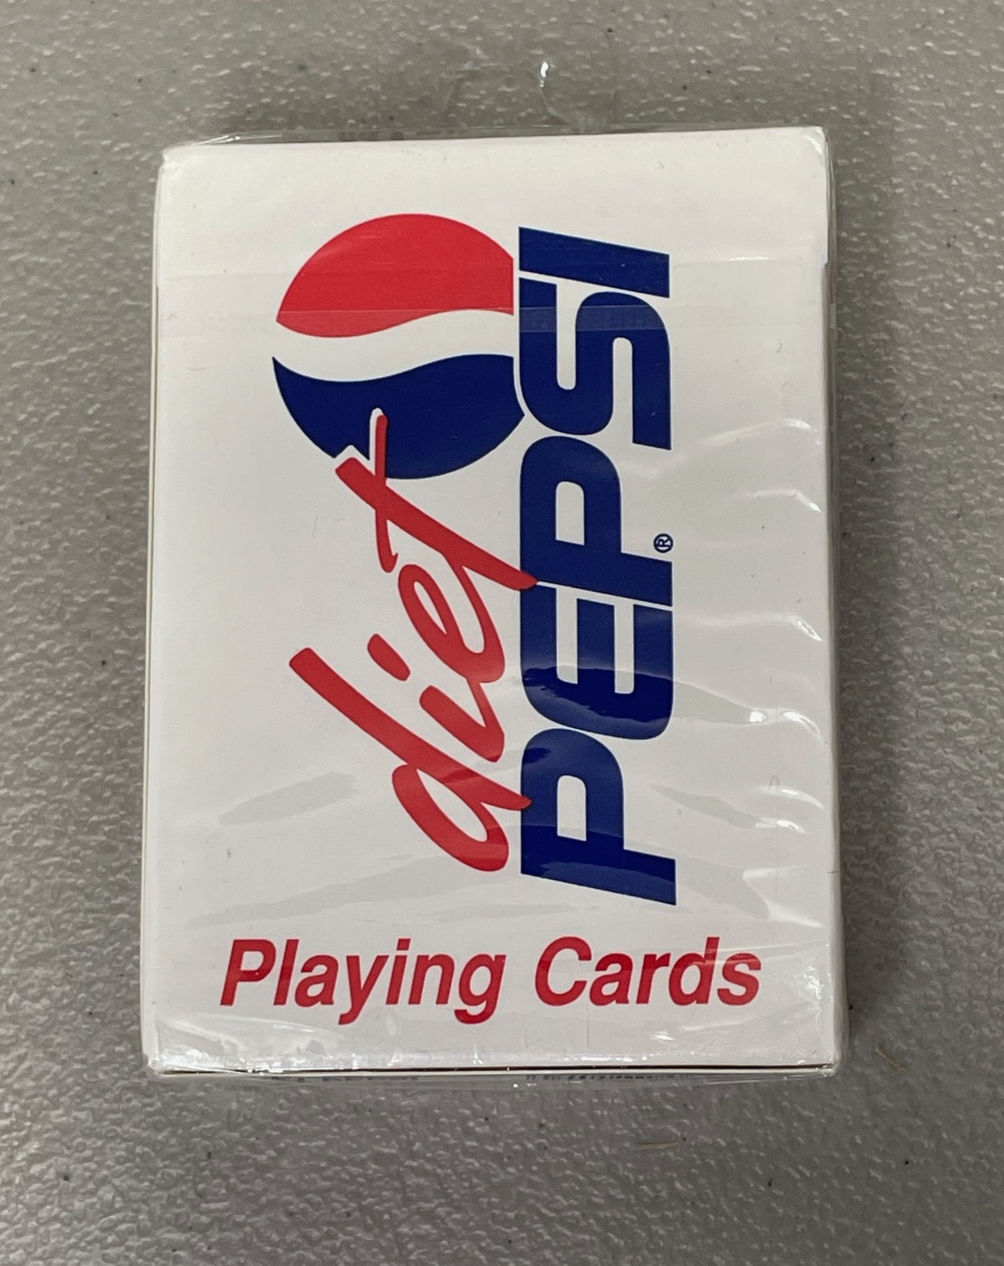 diet
PEPSI®
Playing Cards